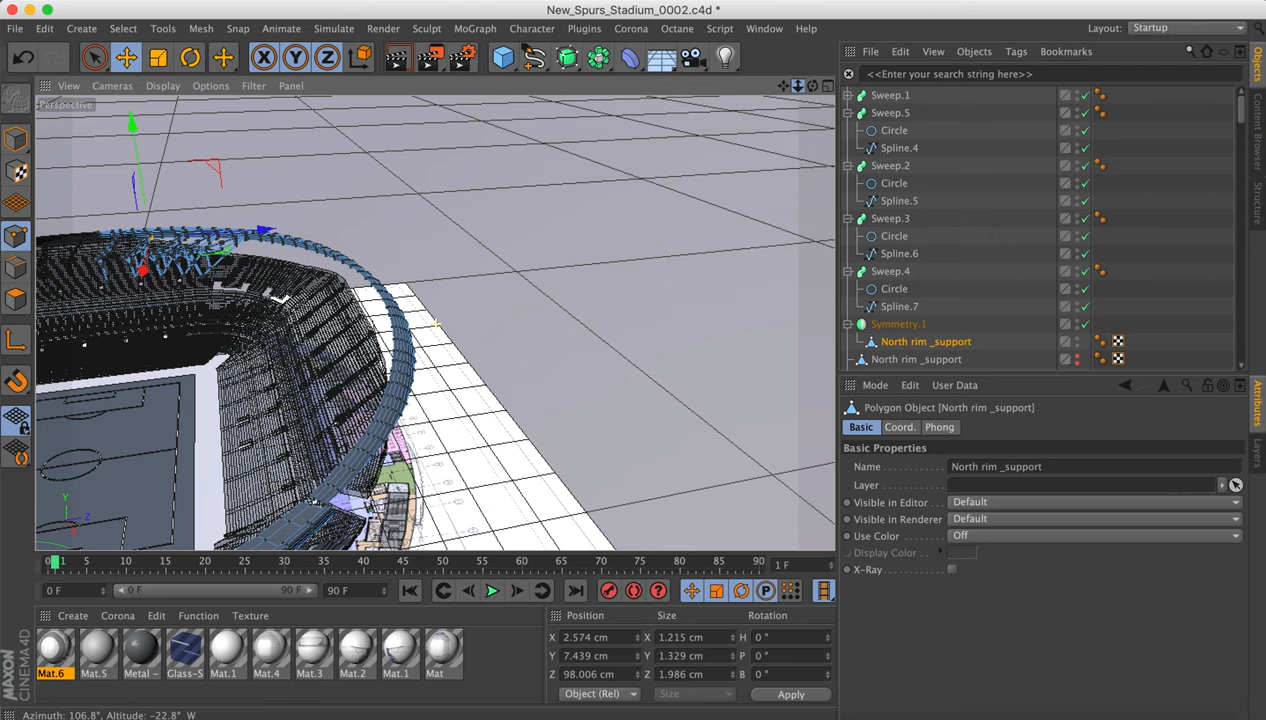 New_Spurs_Stadium_0002.c4d *
File Edit Create Select Tools Mesh Snap Animate Simulate Render Sculpt MoGraph Character Plugins Corona Octane Script Window Help Layout: Startup
File Edit View Objects Tags Bookmarks
<<Enter your search string here>>
View Cameras Display Options Filter Panel
Perspective
Sweep.1
Sweep.5
Circle
Spline.4
Sweep.2
Circle
Spline.5
Sweep.3
Circle
Spline.6
Sweep.4
Circle
Spline.7
Symmetry.1
North rim _support
North rim _support
Objects
Content Browser
Structure
Mode Edit User Data
Polygon Object [North rim _support]
Basic Coord. Phong
Basic Properties
Name North rim _support
Layer
Visible in Editor Default
Visible in Renderer Default
Use Color Off
Display Color
X-Ray
Attributes
Layers
Y
Z
0 1 5 10 15 20 25 30 35 40 45 50 55 60 65 70 75 80 85 90 1 F
0 F 0 F 90 F 90 F
Create Corona Edit Function Texture
Mat.6 Mat.5 Metal - Glass-S Mat.1 Mat.4 Mat.3 Mat.2 Mat.1 Mat
Position Size Rotation
X 2.574 cm X 1.215 cm H 0 °
Y 7.439 cm Y 1.329 cm P 0 °
Z 98.006 cm Z 1.986 cm B 0 °
Object (Rel) Size Apply
MAXON
CINEMA 4D
Azimuth: 106.8°, Altitude: -22.8° W